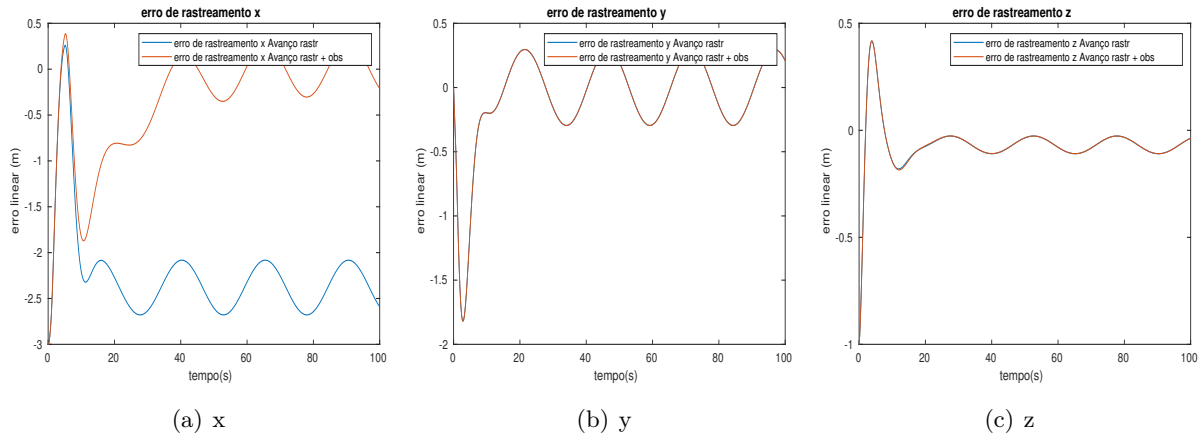 erro de rastreamento x
erro de rastreamento x Avanço rastr
erro de rastreamento x Avanço rastr + obs
erro linear (m)
0.5
0
-0.5
-1
-1.5
-2
-2.5
-3
0 20 40 60 80 100
tempo(s)
(a) x
erro de rastreamento y
erro de rastreamento y Avanço rastr
erro de rastreamento y Avanço rastr + obs
erro linear (m)
0.5
0
-0.5
-1
-1.5
-2
0 20 40 60 80 100
tempo(s)
(b) y
erro de rastreamento z
erro de rastreamento z Avanço rastr
erro de rastreamento z Avanço rastr + obs
erro linear (m)
0.5
0
-0.5
-1
0 20 40 60 80 100
tempo(s)
(c) z